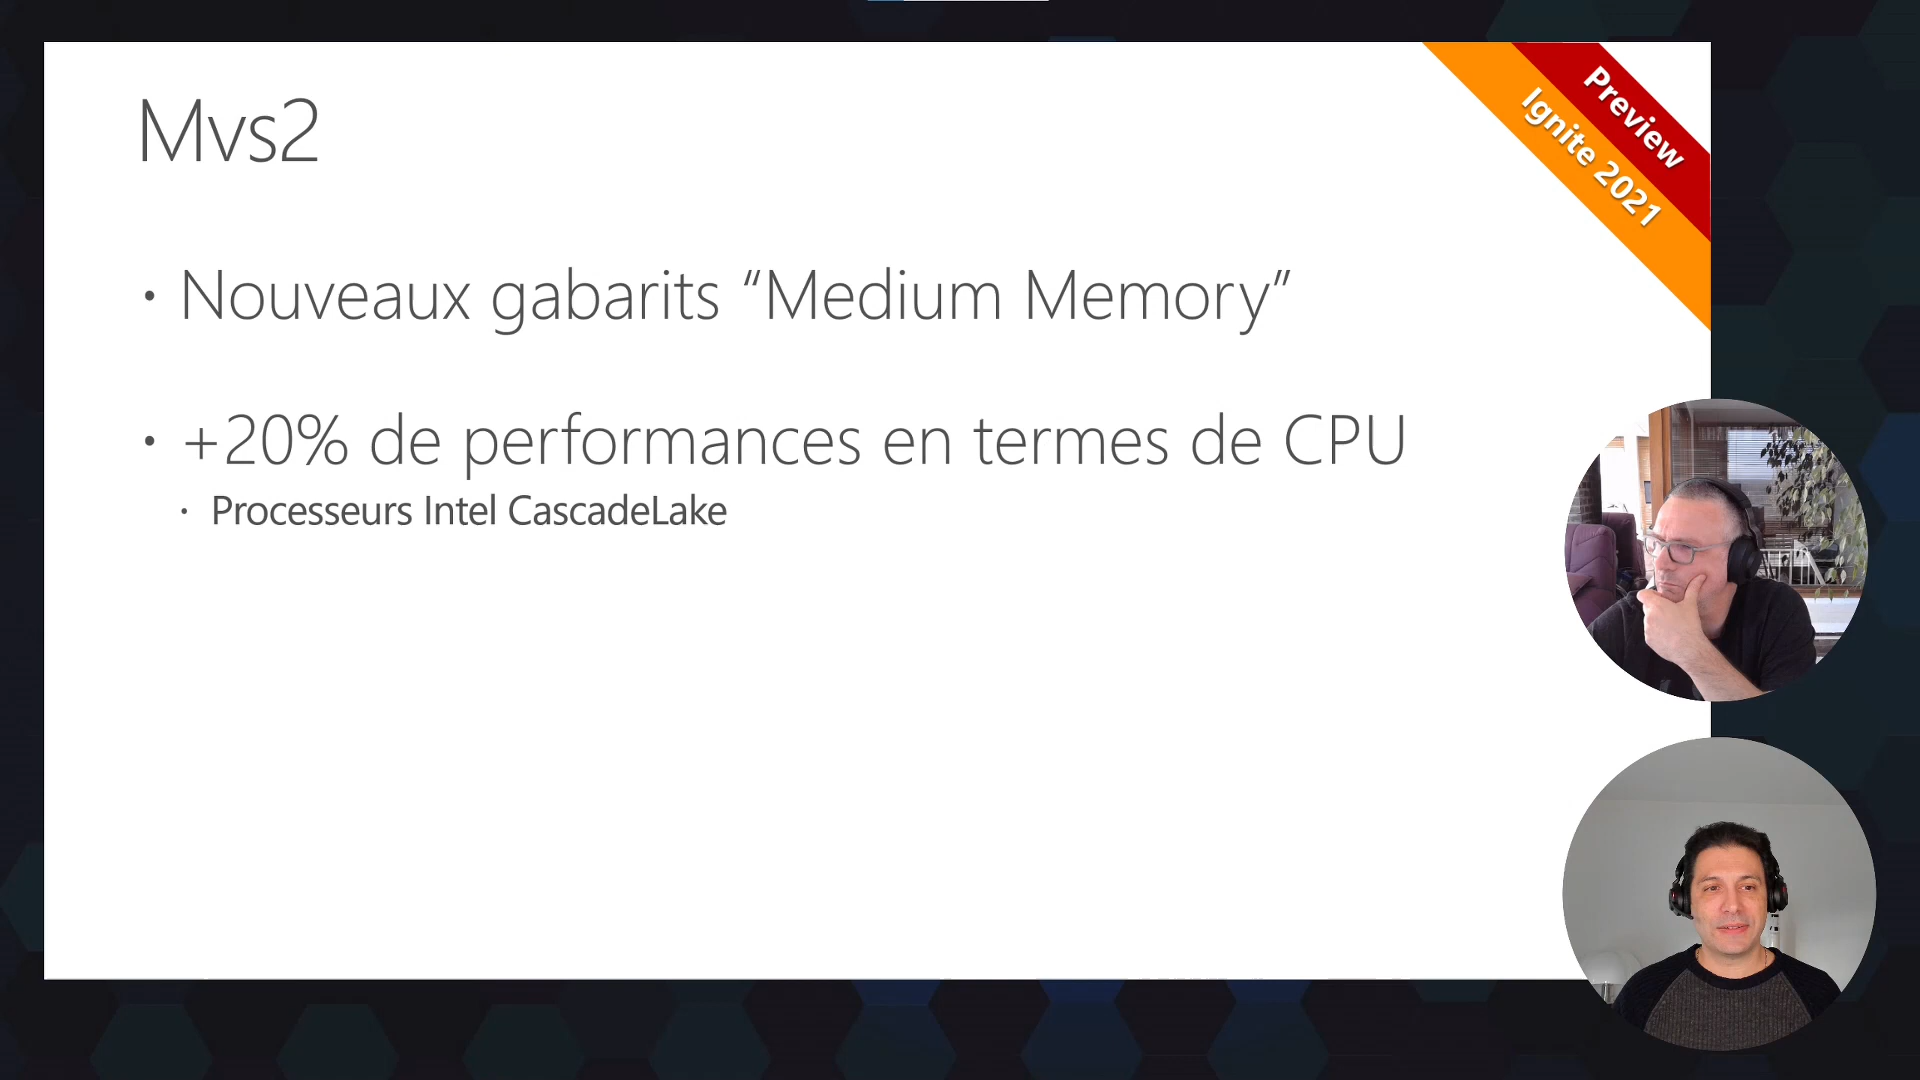 Mvs2
Preview
Ignite 2021
• Nouveaux gabarits “Medium Memory”
• +20% de performances en termes de CPU
• Processeurs Intel CascadeLake